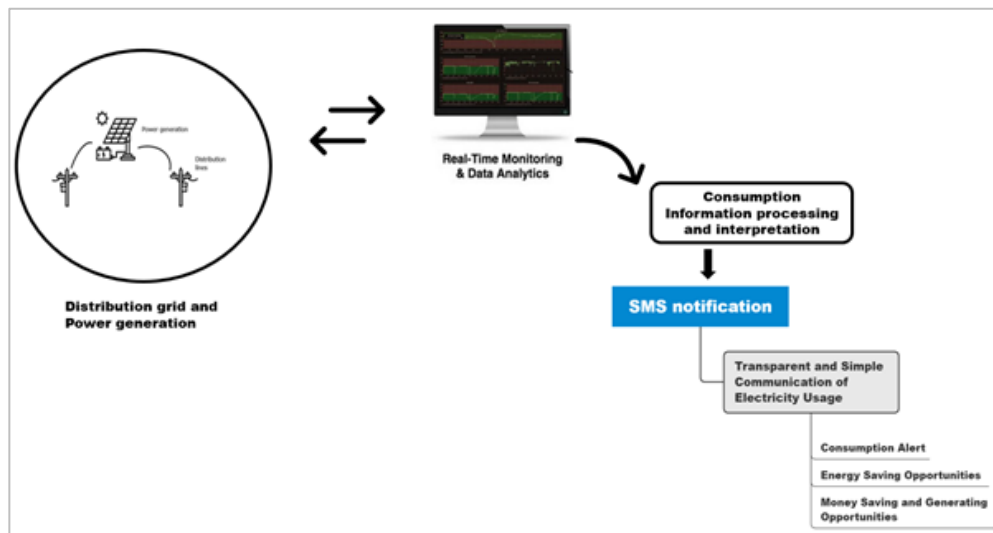 Power generation
Distribution
lines
Distribution grid and
Power generation
Real-Time Monitoring
& Data Analytics
Consumption
Information processing
and interpretation
SMS notification
Transparent and Simple
Communication of
Electricity Usage
Consumption Alert
Energy Saving Opportunities
Money Saving and Generating
Opportunities